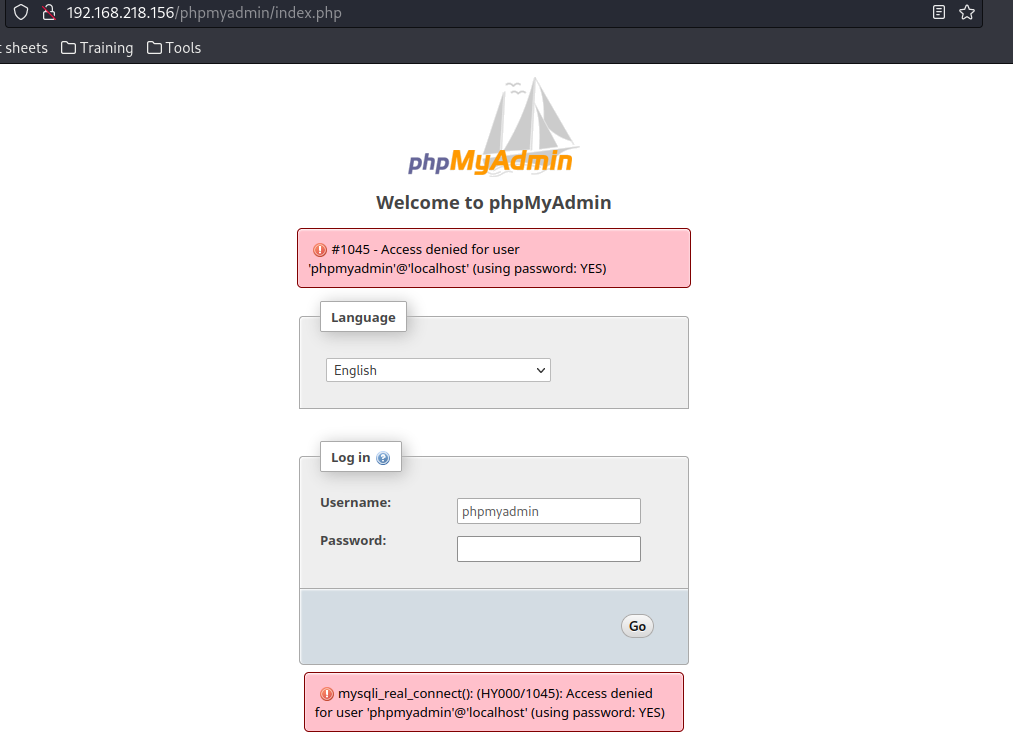 192.168.218.156/phpmyadmin/index.php
sheets Training Tools
phpMyAdmin
Welcome to phpMyAdmin
#1045 - Access denied for user
'phpmyadmin'@'localhost' (using password: YES)
Language
English
Log in
Username:
phpmyadmin
Password:
Go
mysqli_real_connect(): (HY000/1045): Access denied
for user 'phpmyadmin'@'localhost' (using password: YES)